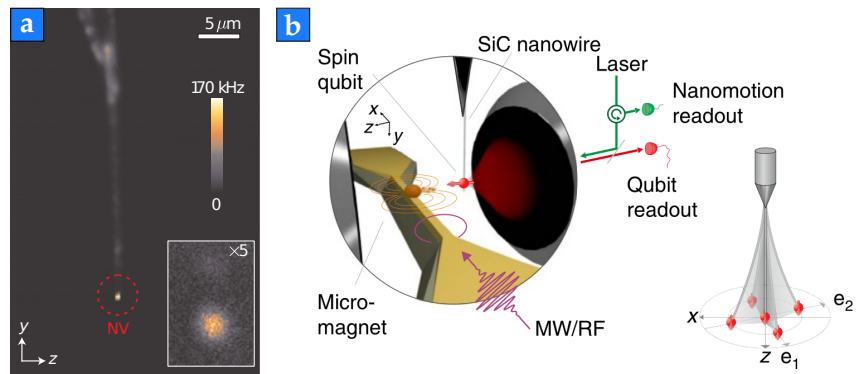 a
5 μm
170 kHz
0
×5
NV
y
z
b
Spin
qubit
SiC nanowire
Laser
Nanomotion
readout
Qubit
readout
x
z
y
Micro-
magnet
MW/RF
x
z
e1
e2